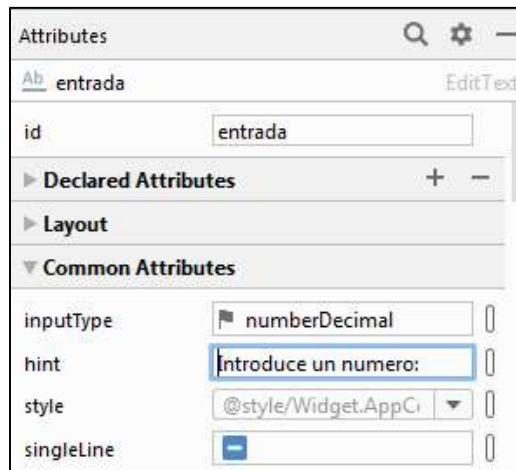 Attributes
Ab entrada EditText
id entrada
Declared Attributes
Layout
Common Attributes
inputType numberDecimal
hint Introduce un numero:
style @style/Widget.AppCo
singleLine